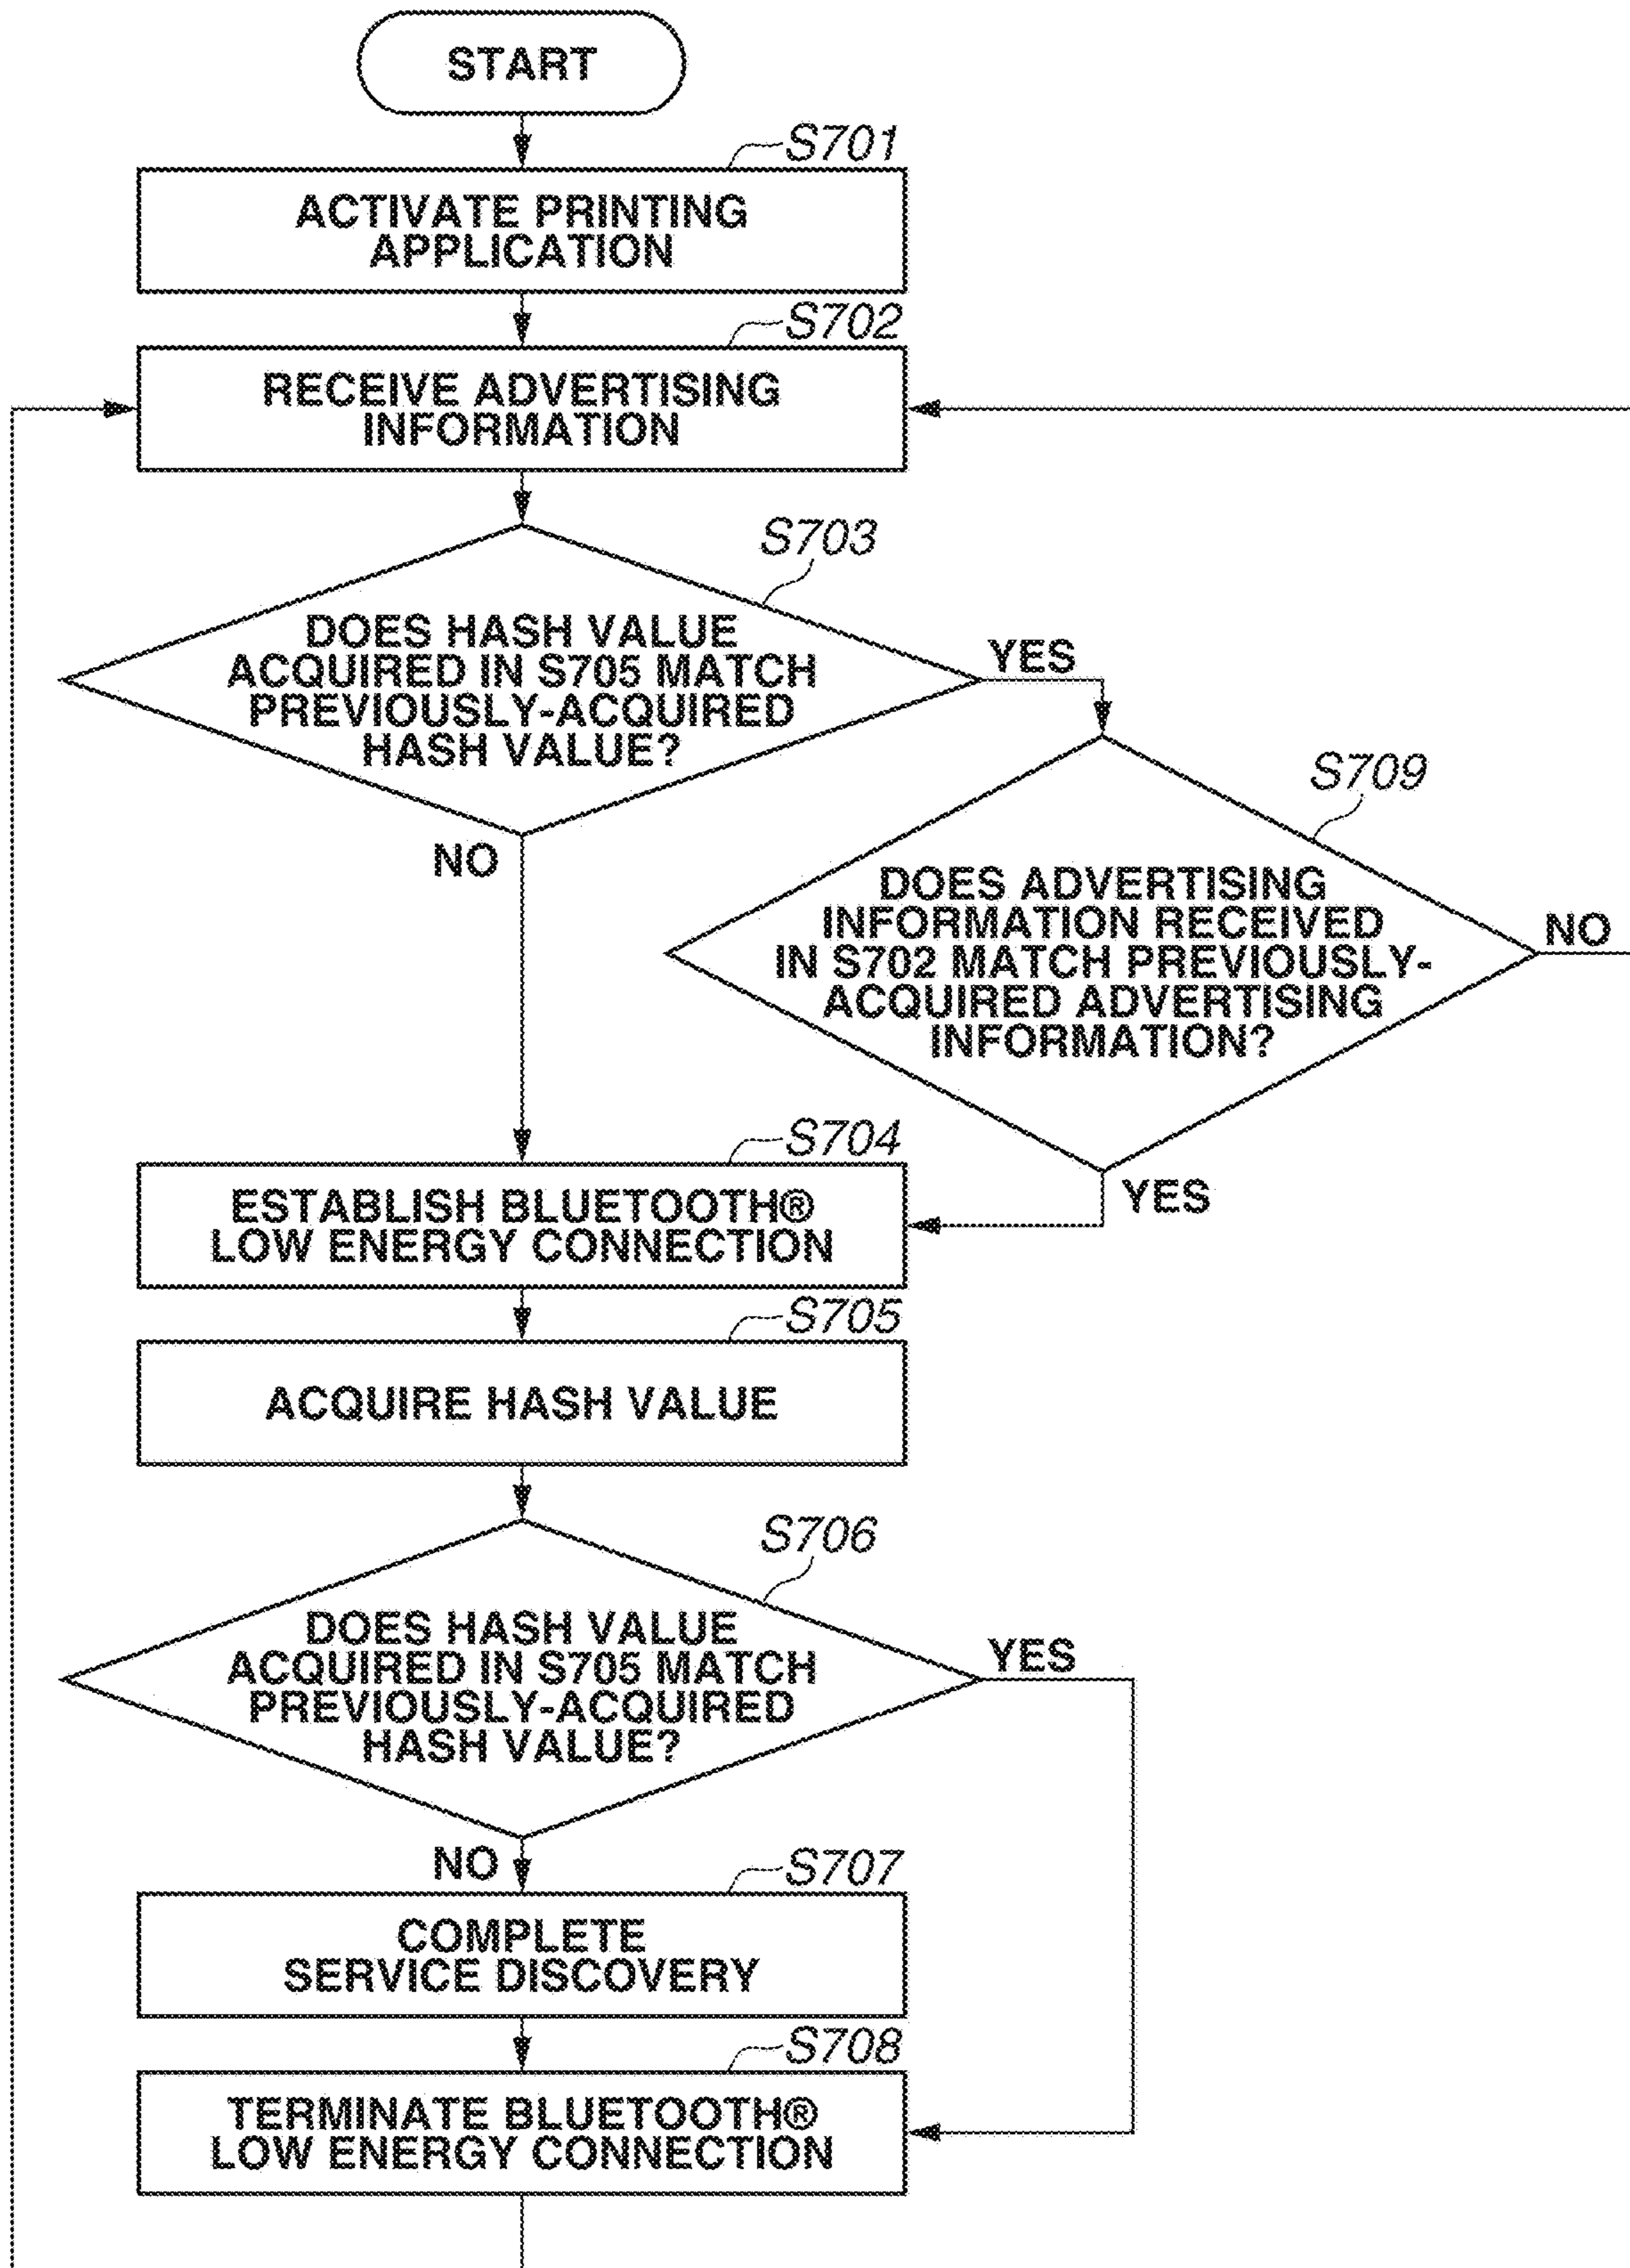 START
S701
ACTIVATE PRINTING
APPLICATION
S702
RECEIVE ADVERTISING
INFORMATION
S703
DOES HASH VALUE
ACQUIRED IN S705 MATCH
PREVIOUSLY-ACQUIRED
HASH VALUE?
YES
NO
S709
DOES ADVERTISING
INFORMATION RECEIVED
IN S702 MATCH PREVIOUSLY-
ACQUIRED ADVERTISING
INFORMATION?
NO
YES
S704
ESTABLISH BLUETOOTH®
LOW ENERGY CONNECTION
S705
ACQUIRE HASH VALUE
S706
DOES HASH VALUE
ACQUIRED IN S705 MATCH
PREVIOUSLY-ACQUIRED
HASH VALUE?
YES
NO
S707
COMPLETE
SERVICE DISCOVERY
S708
TERMINATE BLUETOOTH®
LOW ENERGY CONNECTION